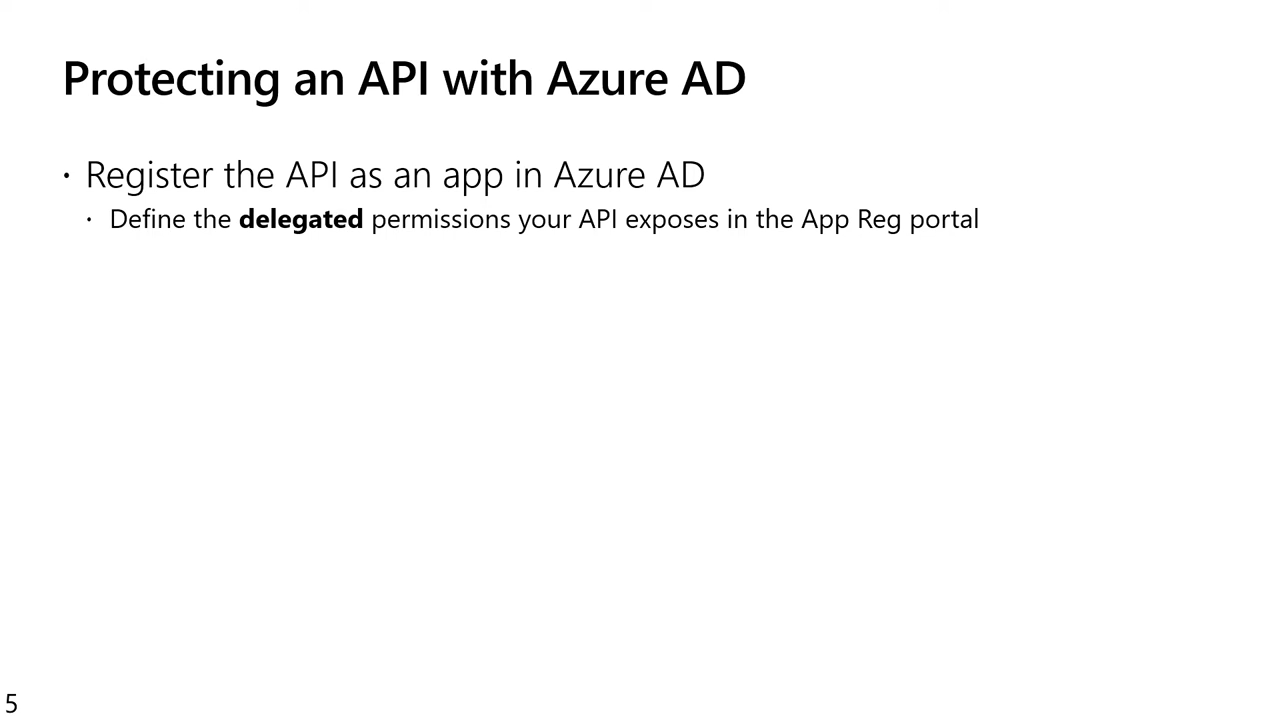 Protecting an API with Azure AD
• Register the API as an app in Azure AD
• Define the delegated permissions your API exposes in the App Reg portal
5